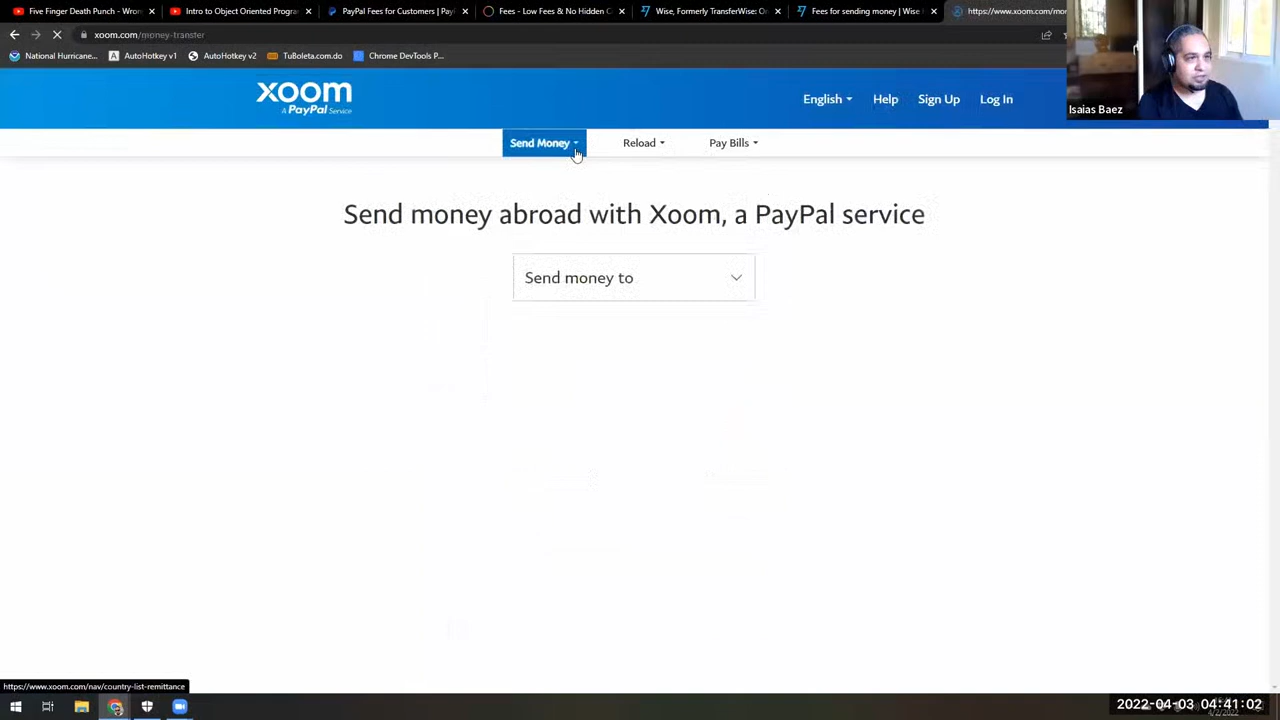 Five Finger Death Punch - Wron
Intro to Object Oriented Progra
PayPal Fees for Customers | Payl
Fees - Low Fees & No Hidden C
Wise, Formerly TransferWise: On
Fees for sending money | Wise
https://www.xoom.com/mon
xoom.com/money-transfer
National Hurricane...
AutoHotkey v1
AutoHotkey v2
TuBoleta.com.do
Chrome DevTools P...
xoom
A PayPal Service
English
Help
Sign Up
Log In
Isaias Baez
Send Money
Reload
Pay Bills
Send money abroad with Xoom, a PayPal service
Send money to
https://www.xoom.com/nav/country-list-remittance
2022-04-03 04:41:02